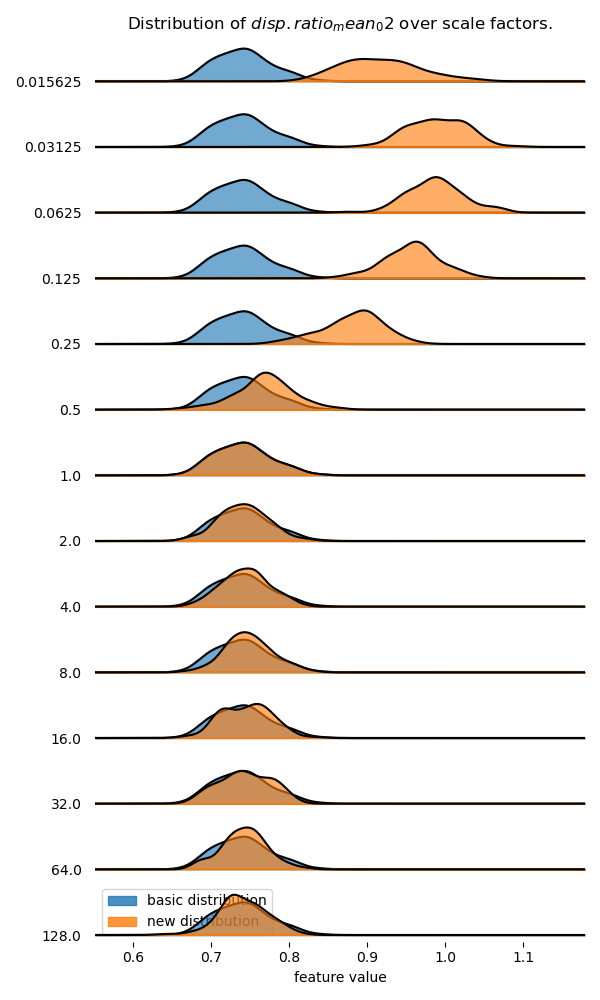 Distribution of disp.ratio_mean_02 over scale factors.
0.015625
0.03125
0.0625
0.125
0.25
0.5
1.0
2.0
4.0
8.0
16.0
32.0
64.0
basic distribution
new distribution
128.0
0.6 0.7 0.8 0.9 1.0 1.1
feature value